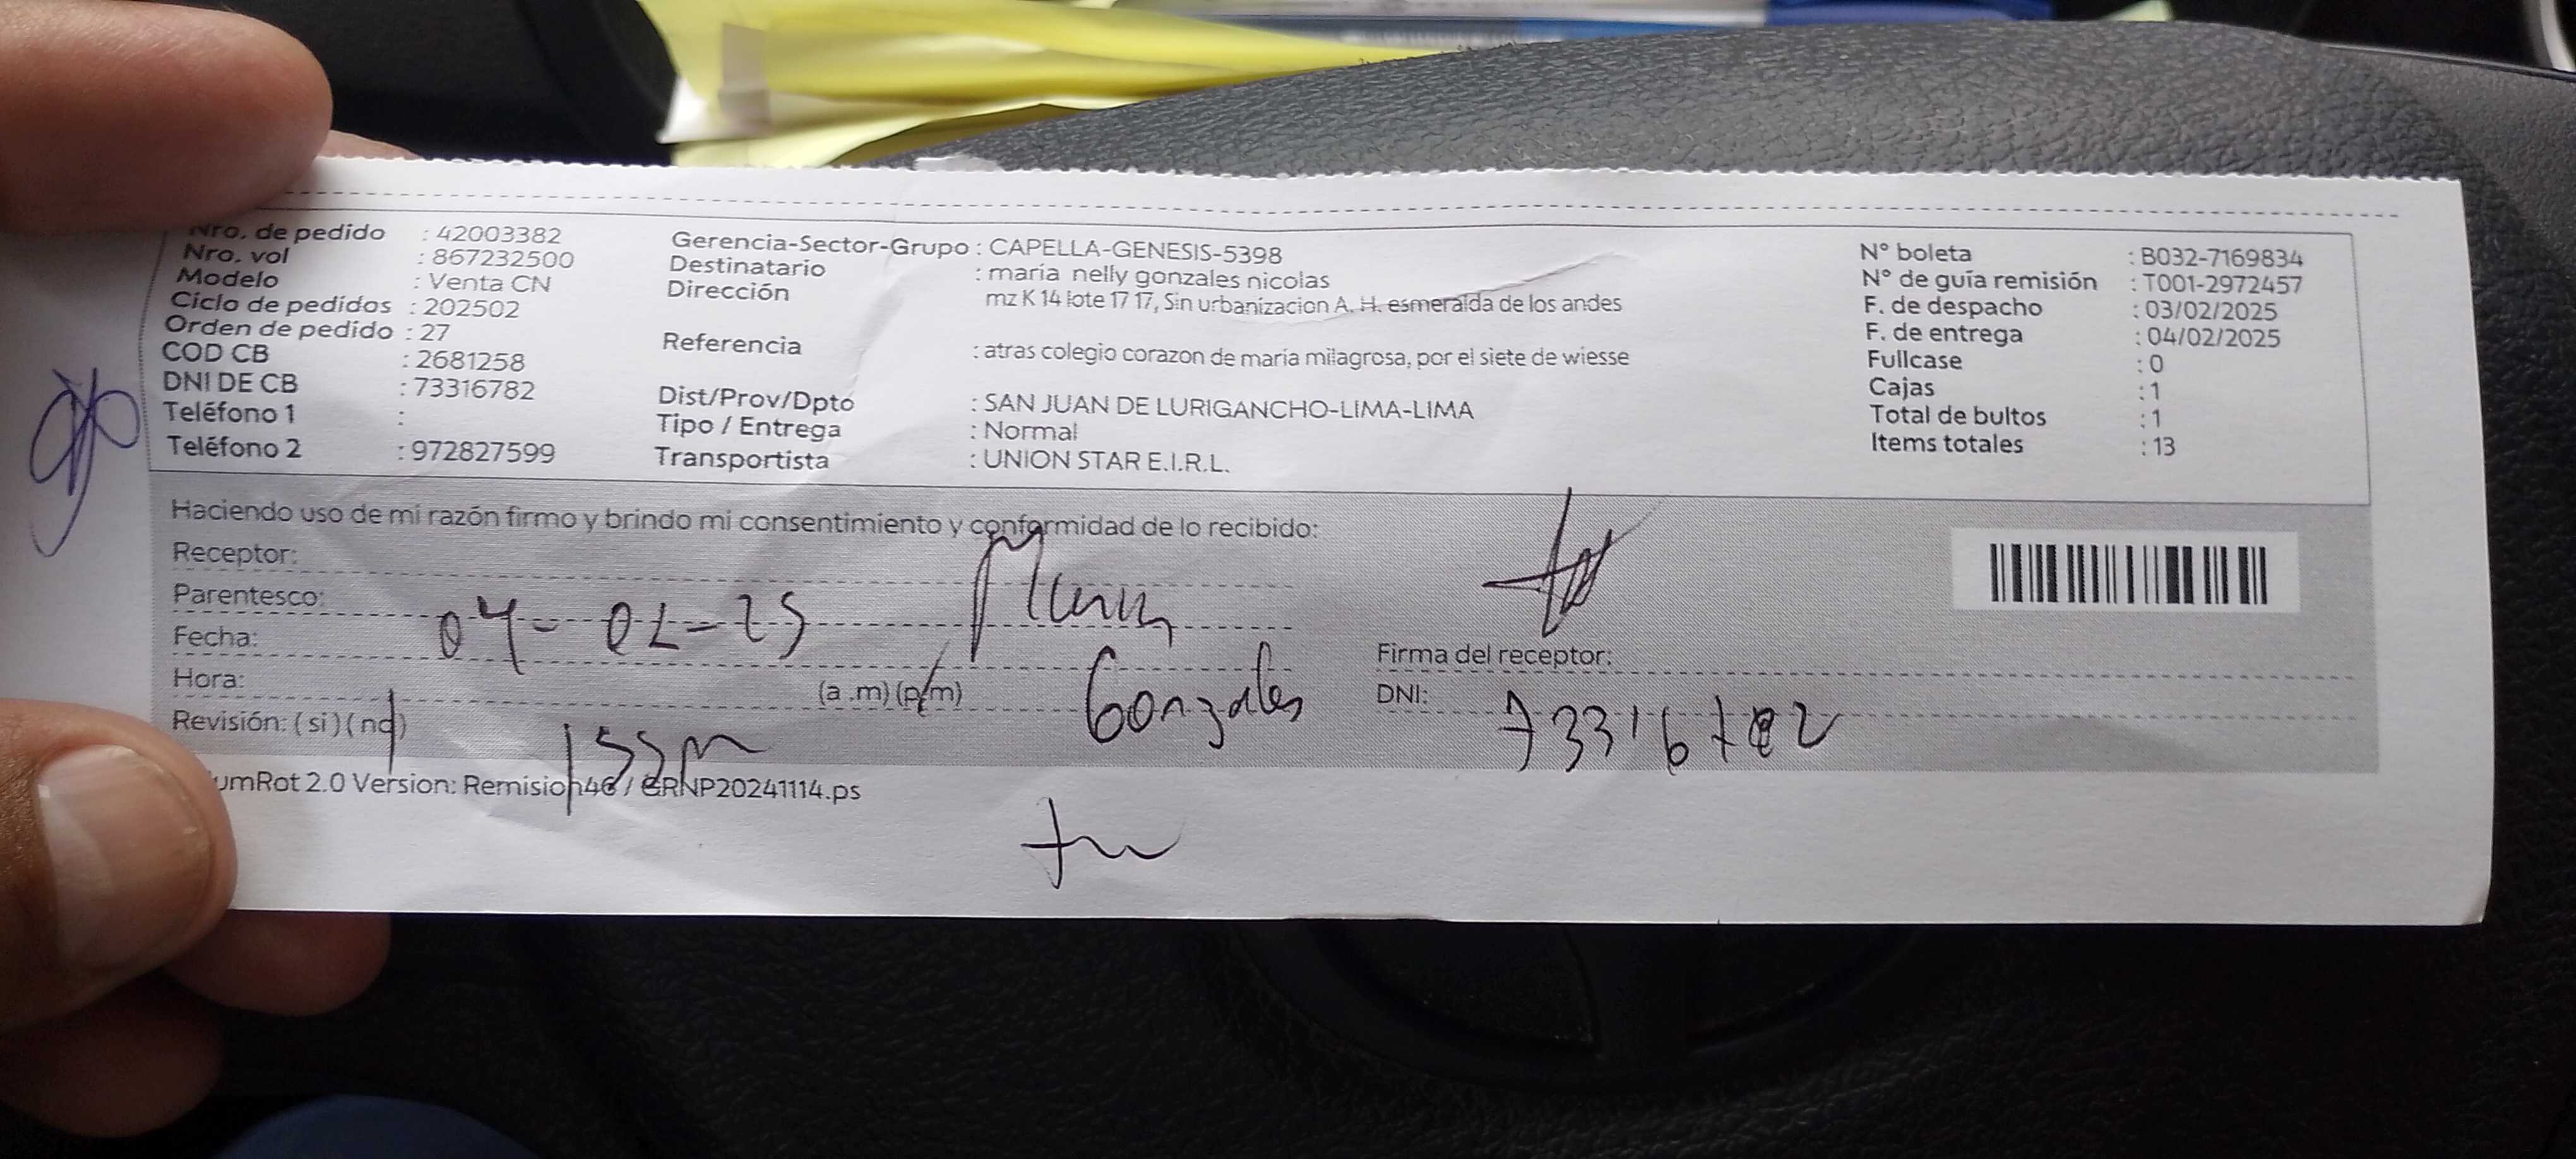 Nro. de pedido : 42003382
Nro. vol : 867232500
Modelo : Venta CN
Ciclo de pedidos : 202502
Orden de pedido : 27
COD CB : 2681258
DNI DE CB : 73316782
Teléfono 1 :
Teléfono 2 : 972827599
Gerencia-Sector-Grupo : CAPELLA-GENESIS-5398
Destinatario : maria nelly gonzales nicolas
Dirección mz K 14 lote 17 17, Sin urbanizacion A. H. esmeralda de los andes
Referencia : atras colegio corazon de maria milagrosa, por el siete de wiesse
Dist/Prov/Dpto : SAN JUAN DE LURIGANCHO-LIMA-LIMA
Tipo / Entrega : Normal
Transportista : UNION STAR E.I.R.L.
N° boleta : B032-7169834
N° de guía remisión : T001-2972457
F. de despacho : 03/02/2025
F. de entrega : 04/02/2025
Fullcase : 0
Cajas : 1
Total de bultos : 1
Items totales : 13
Haciendo uso de mi razón firmo y brindo mi consentimiento y conformidad de lo recibido:
Receptor:
Parentesco:
Fecha: 04-02-25
Hora: (a.m) (p/m)
Gonzales
Revisión: (si) (no)
Firma del receptor:
DNI: 73316782
umRot 2.0 Version: Remision46 / GRNP20241114.ps